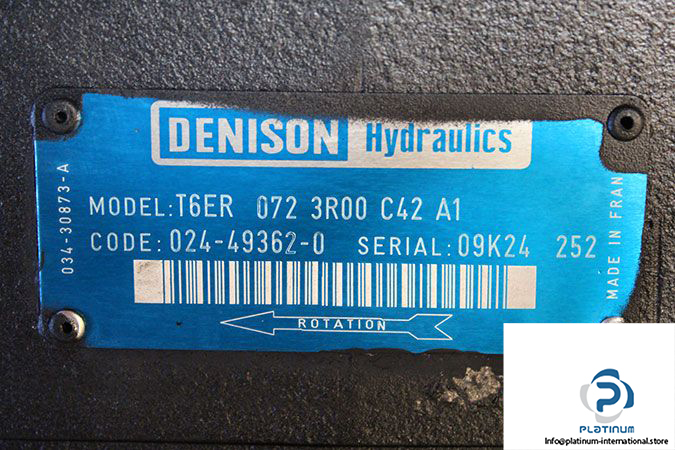 DENISON Hydraulics
MODEL:T6ER 072 3R00 C42 A1
CODE:024-49362-0 SERIAL:09K24 252
ROTATION
034-30873-A
MADE IN FRAN
PLATINUM
Info@platinum-international.store